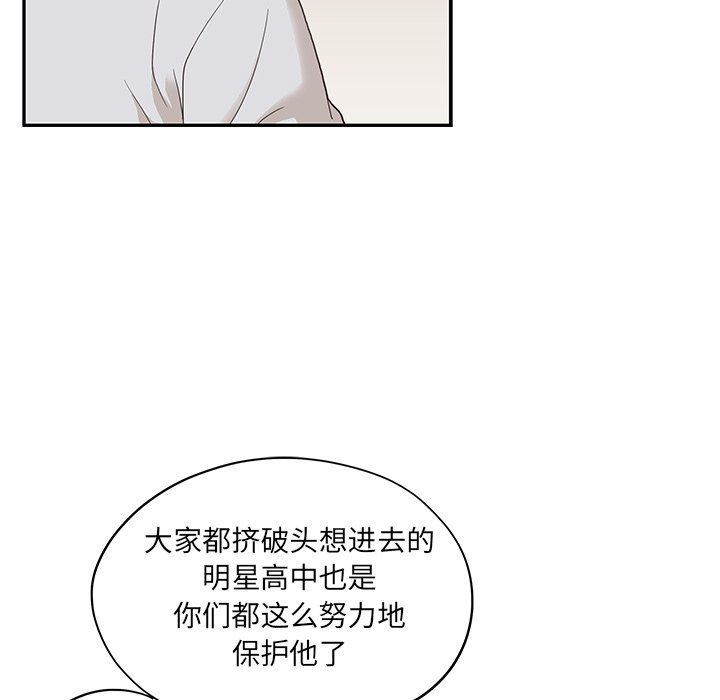 大家都挤破头想进去的
明星高中也是
你们都这么努力地
保护他了